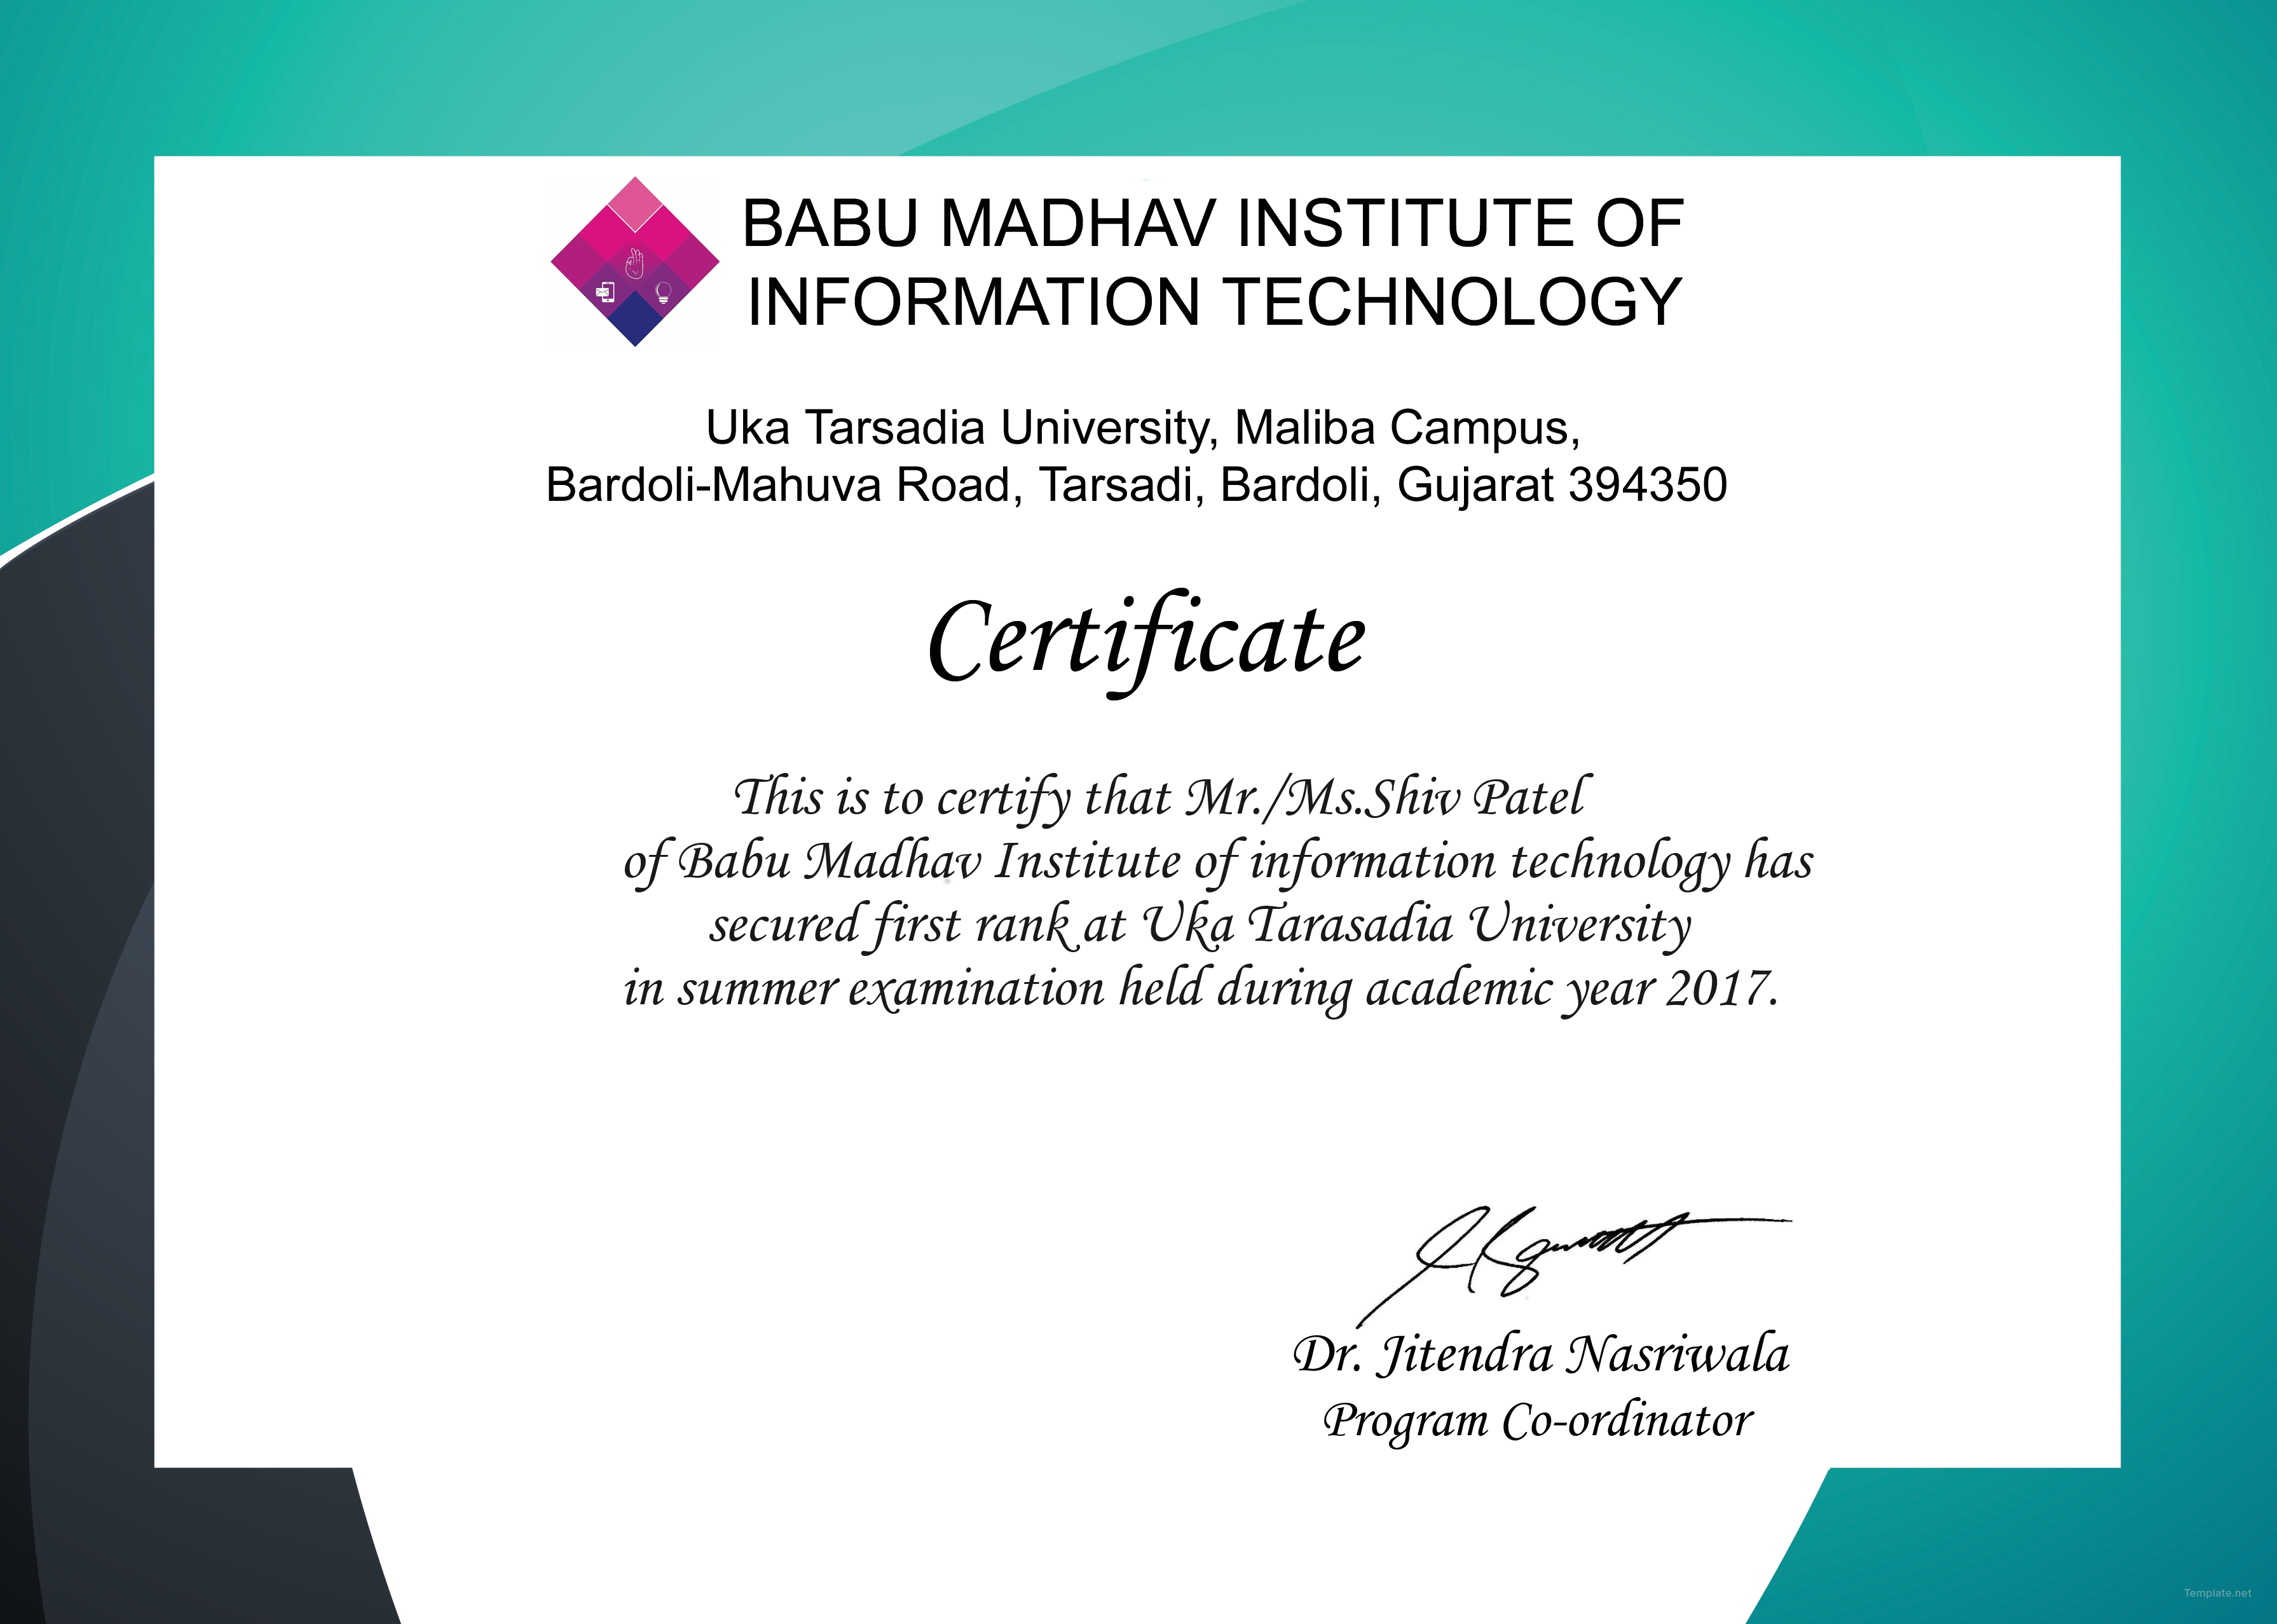 BABU MADHAV INSTITUTE OF
INFORMATION TECHNOLOGY
Uka Tarsadia University, Maliba Campus,
Bardoli-Mahuva Road, Tarsadi, Bardoli, Gujarat 394350
Certificate
This is to certify that Mr./Ms.Shiv Patel
of Babu Madhav Institute of information technology has
secured first rank at Uka Tarasadia University
in summer examination held during academic year 2017.
Dr. Jitendra Nasriwala
Program Co-ordinator
Template.net